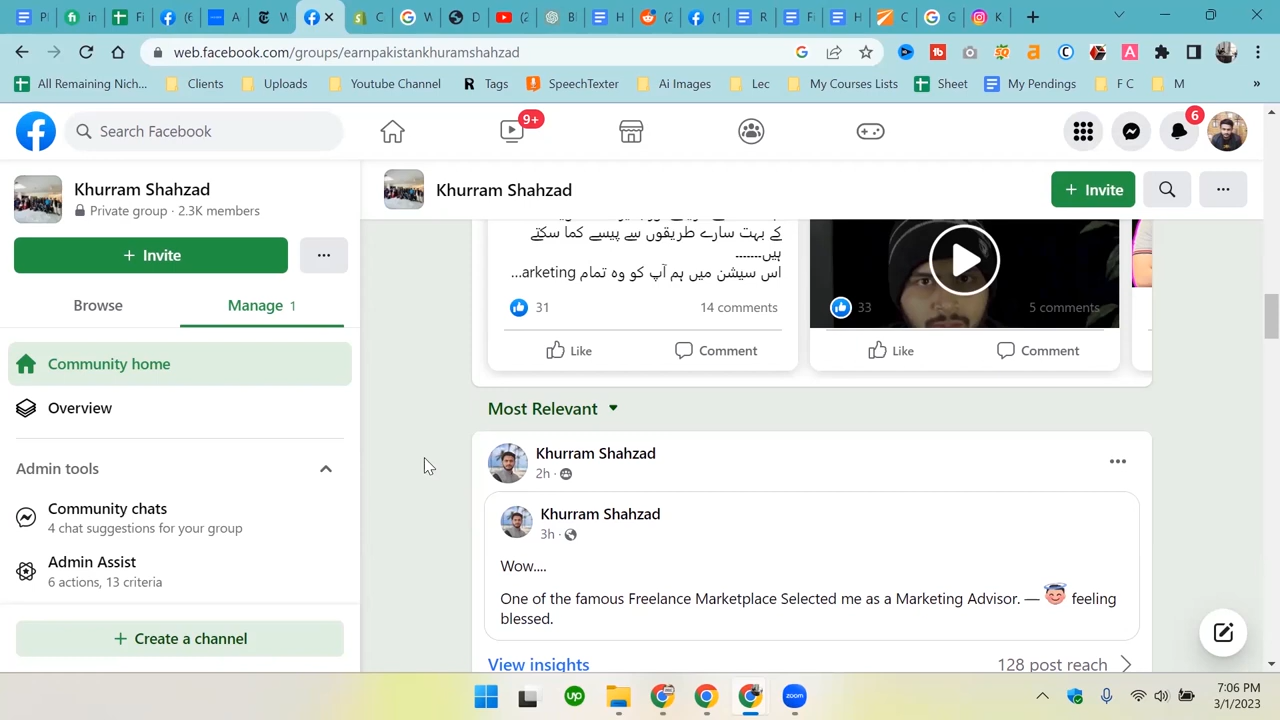 web.facebook.com/groups/earnpakistankhuramshahzad
All Remaining Nic...
Clients
Uploads
Youtube Channel
Tags
SpeechTexter
Ai Images
Lec
My Courses Lists
Sheet
My Pendings
F C
M
»
Search Facebook
9+
6
Khurram Shahzad
Private group · 2.3K members
+ Invite
...
Browse
Manage 1
Community home
Overview
Admin tools
Community chats
4 chat suggestions for your group
Admin Assist
6 actions, 13 criteria
+ Create a channel
Khurram Shahzad
+ Invite
...
کے بہت سارے طریقوں سے پیسے کما سکتے
ہیں.......
اس سیشن میں ہم آپ کو وہ تمام arketing...
31
14 comments
Like
Comment
33
5 comments
Like
Comment
Most Relevant
Khurram Shahzad
2h ·
Khurram Shahzad
3h ·
Wow....
One of the famous Freelance Marketplace Selected me as a Marketing Advisor. — feeling
blessed.
View insights
128 post reach
up
zoom
7:06 PM
3/1/2023